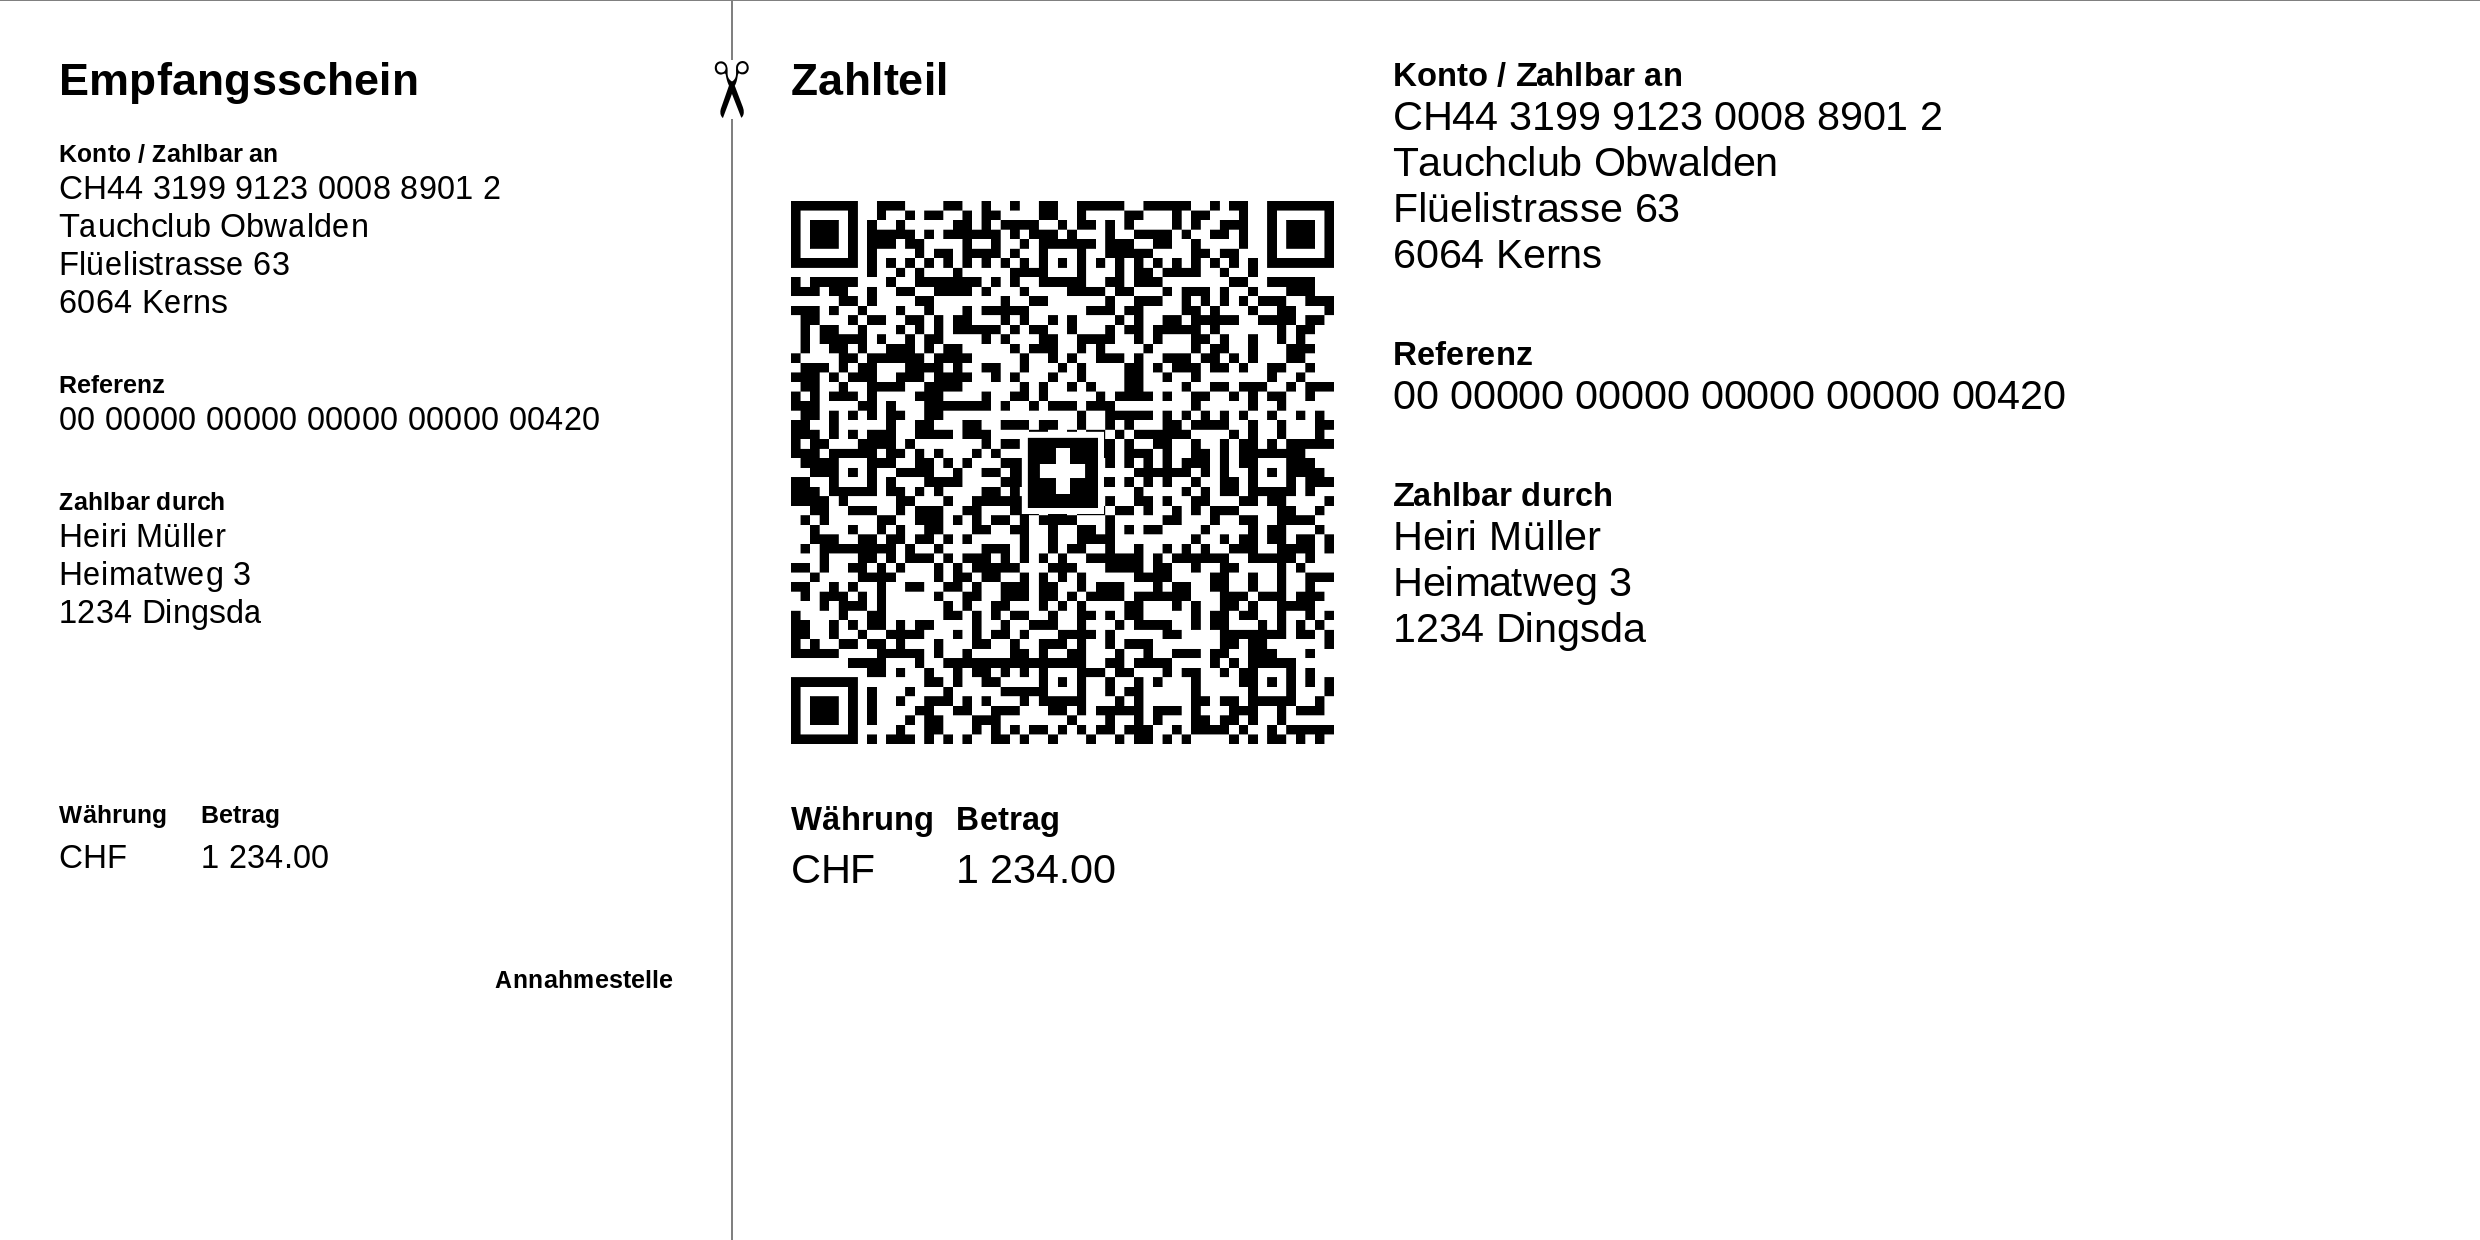 Empfangsschein
Konto / Zahlbar an
CH44 3199 9123 0008 8901 2
Tauchclub Obwalden
Flüelistrasse 63
6064 Kerns
Referenz
00 00000 00000 00000 00000 00420
Zahlbar durch
Heiri Müller
Heimatweg 3
1234 Dingsda
Währung Betrag
CHF 1 234.00
Annahmestelle
Zahlteil
Währung Betrag
CHF 1 234.00
Konto / Zahlbar an
CH44 3199 9123 0008 8901 2
Tauchclub Obwalden
Flüelistrasse 63
6064 Kerns
Referenz
00 00000 00000 00000 00000 00420
Zahlbar durch
Heiri Müller
Heimatweg 3
1234 Dingsda